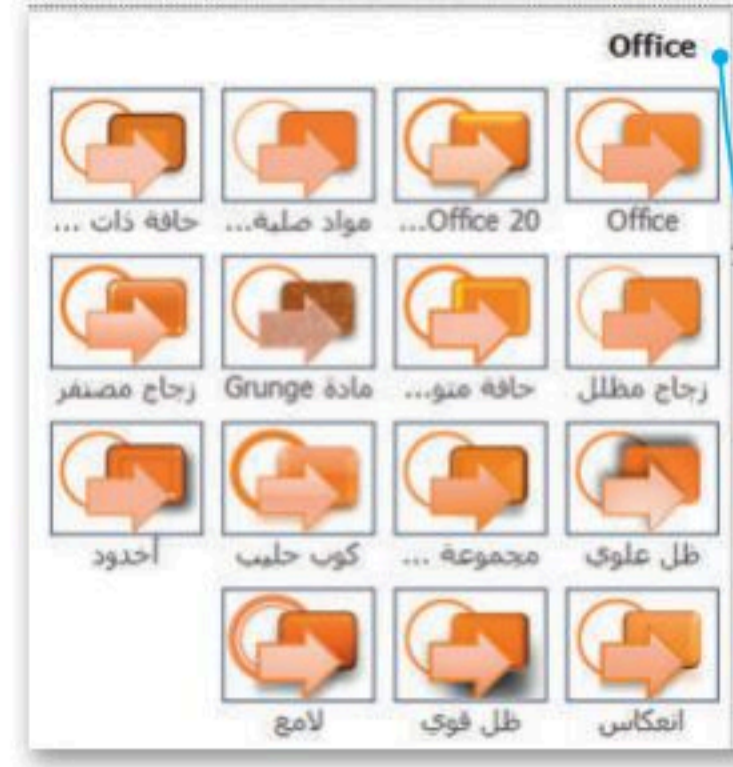 Office
Office Office 20... مواد صلبة... حافة ذات ...
زجاج مظلل حافة متو... مادة Grunge زجاج مصنفر
ظل علوي مجموعة ... كوب حليب أخدود
انعكاس ظل قوي لامع